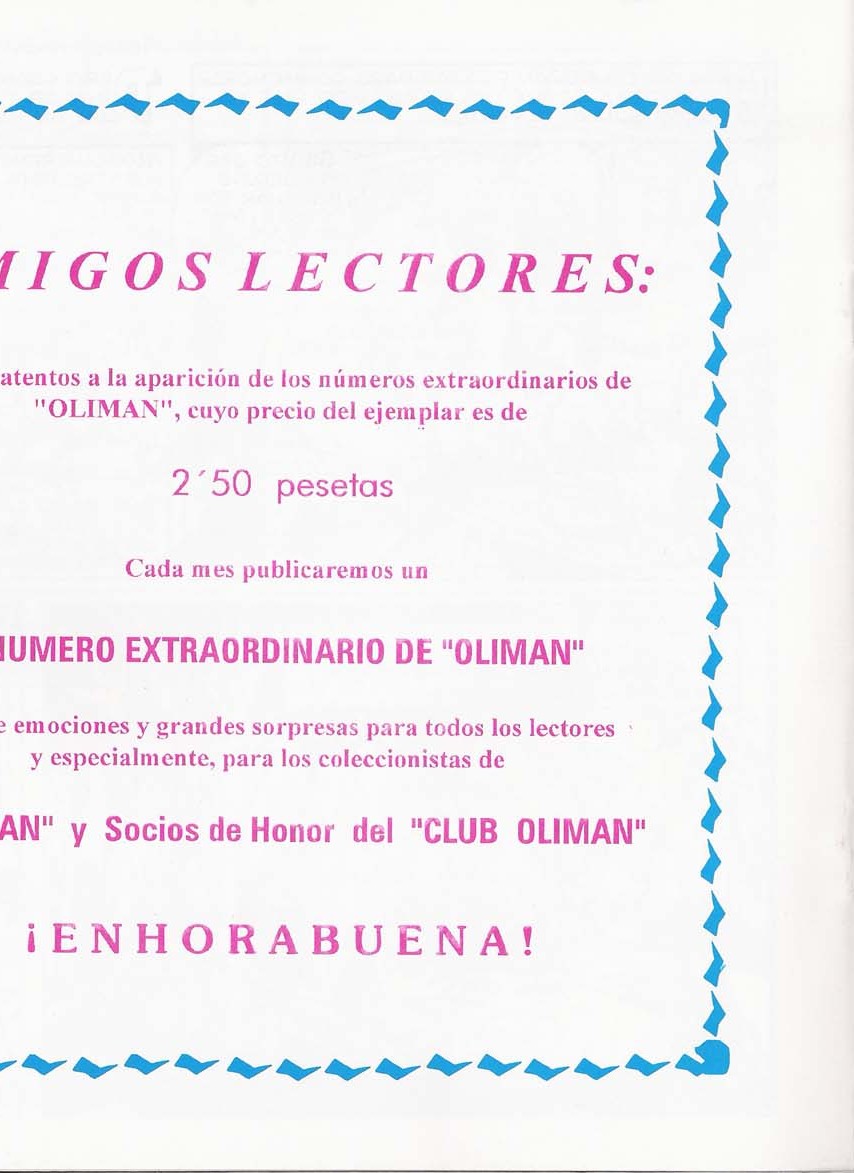 MIGOS LECTORES:
atentos a la aparición de los números extraordinarios de
"OLIMAN", cuyo precio del ejemplar es de
2´50 pesetas
Cada mes publicaremos un
NUMERO EXTRAORDINARIO DE "OLIMAN"
e emociones y grandes sorpresas para todos los lectores
y especialmente, para los coleccionistas de
AN" y Socios de Honor del "CLUB OLIMAN"
¡ENHORABUENA!